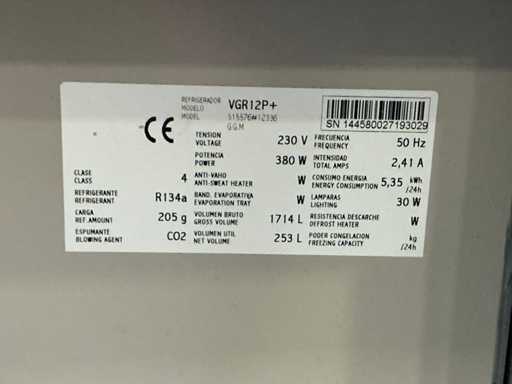 REFRIGERADOR
MODELO VGR12P+
MODEL 515576#12336
G.G.M.
SN 144580027193029
CE
TENSION
VOLTAGE 230 V
FRECUENCIA
FREQUENCY 50 Hz
POTENCIA
POWER 380 W
INTENSIDAD
TOTAL AMPS 2,41 A
CLASE
CLASS 4
ANTI-VAHO
ANTI-SWEAT HEATER W
CONSUMO ENERGIA
ENERGY CONSUMPTION 5,35 kWh
/24h
REFRIGERANTE
REFRIGERANT R134a
BAND. EVAPORATIVA
EVAPORATION TRAY W
LAMPARAS
LIGHTING 30 W
CARGA
REF.AMOUNT 205 g
VOLUMEN BRUTO
GROSS VOLUME 1714 L
RESISTENCIA DESCARCHE
DEFROST HEATER W
ESPUMANTE
BLOWING AGENT CO2
VOLUMEN UTIL
NET VOLUME 253 L
PODER CONGELACION
FREEZING CAPACITY kg
/24h